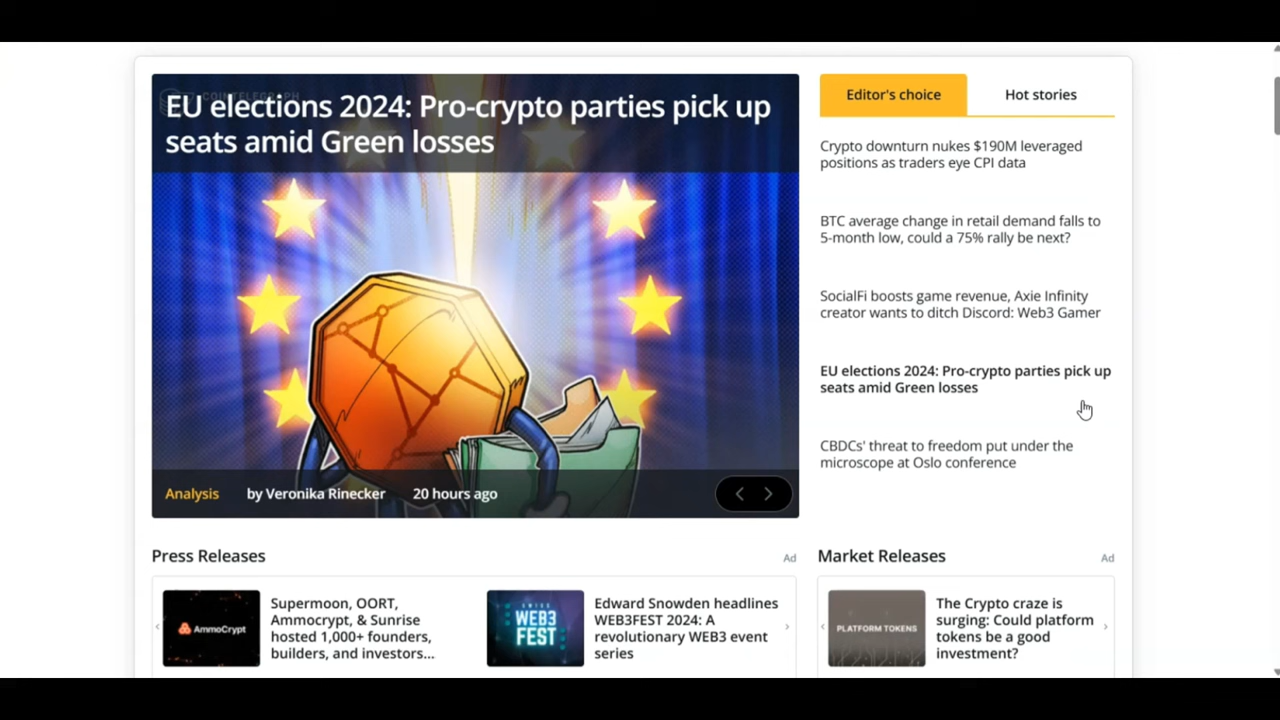 COINTELEGRAPH
EU elections 2024: Pro-crypto parties pick up
seats amid Green losses
Analysis by Veronika Rinecker 20 hours ago
Editor's choice Hot stories
Crypto downturn nukes $190M leveraged
positions as traders eye CPI data
BTC average change in retail demand falls to
5-month low, could a 75% rally be next?
SocialFi boosts game revenue, Axie Infinity
creator wants to ditch Discord: Web3 Gamer
EU elections 2024: Pro-crypto parties pick up
seats amid Green losses
CBDCs' threat to freedom put under the
microscope at Oslo conference
Press Releases Ad
AmmoCrypt
Supermoon, OORT,
Ammocrypt, & Sunrise
hosted 1,000+ founders,
builders, and investors...
WEB3
FEST
Edward Snowden headlines
WEB3FEST 2024: A
revolutionary WEB3 event
series
Market Releases Ad
PLATFORM TOKENS
The Crypto craze is
surging: Could platform
tokens be a good
investment?